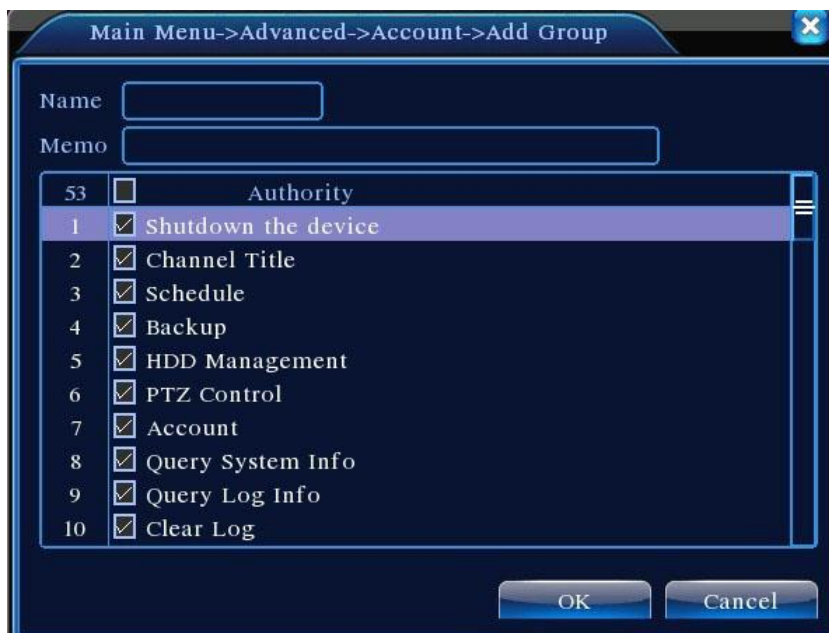 Main Menu->Advanced->Account->Add Group
Name
Memo
53 Authority
1 Shutdown the device
2 Channel Title
3 Schedule
4 Backup
5 HDD Management
6 PTZ Control
7 Account
8 Query System Info
9 Query Log Info
10 Clear Log
OK Cancel